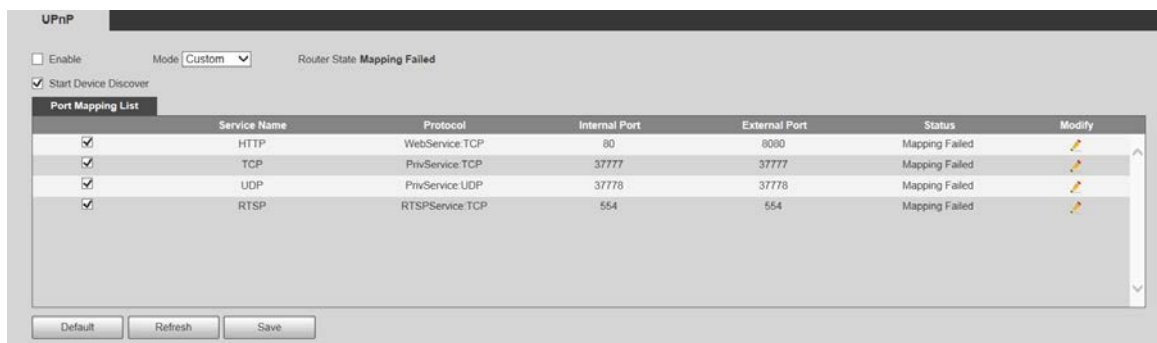 UPnP
Enable Mode Custom Router State Mapping Failed
Start Device Discover
Port Mapping List
Service Name Protocol Internal Port External Port Status Modify
HTTP WebService:TCP 80 8080 Mapping Failed
TCP PrivService:TCP 37777 37777 Mapping Failed
UDP PrivService:UDP 37778 37778 Mapping Failed
RTSP RTSPService:TCP 554 554 Mapping Failed
Default Refresh Save